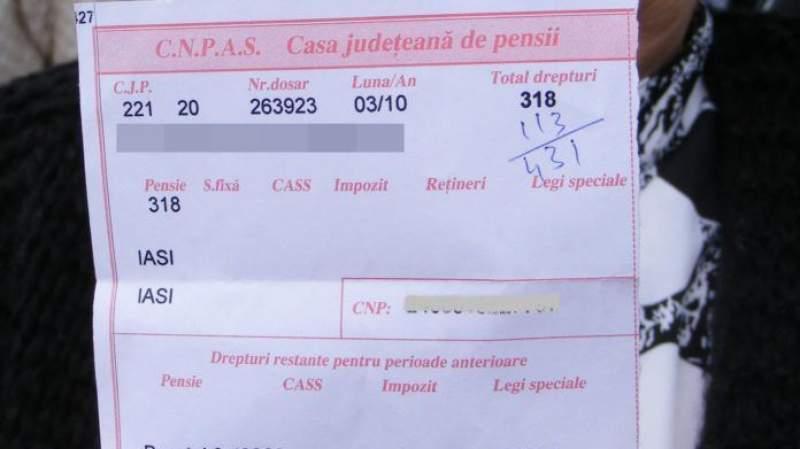 427
C.N.P.A.S. Casa județeană de pensii
C.J.P. Nr.dosar Luna/An Total drepturi
221 20 263923 03/10 318
113
431
Pensie S.fixă CASS Impozit Rețineri Legi speciale
318
IASI
IASI
CNP:
Drepturi restante pentru perioade anterioare
Pensie CASS Impozit Legi speciale